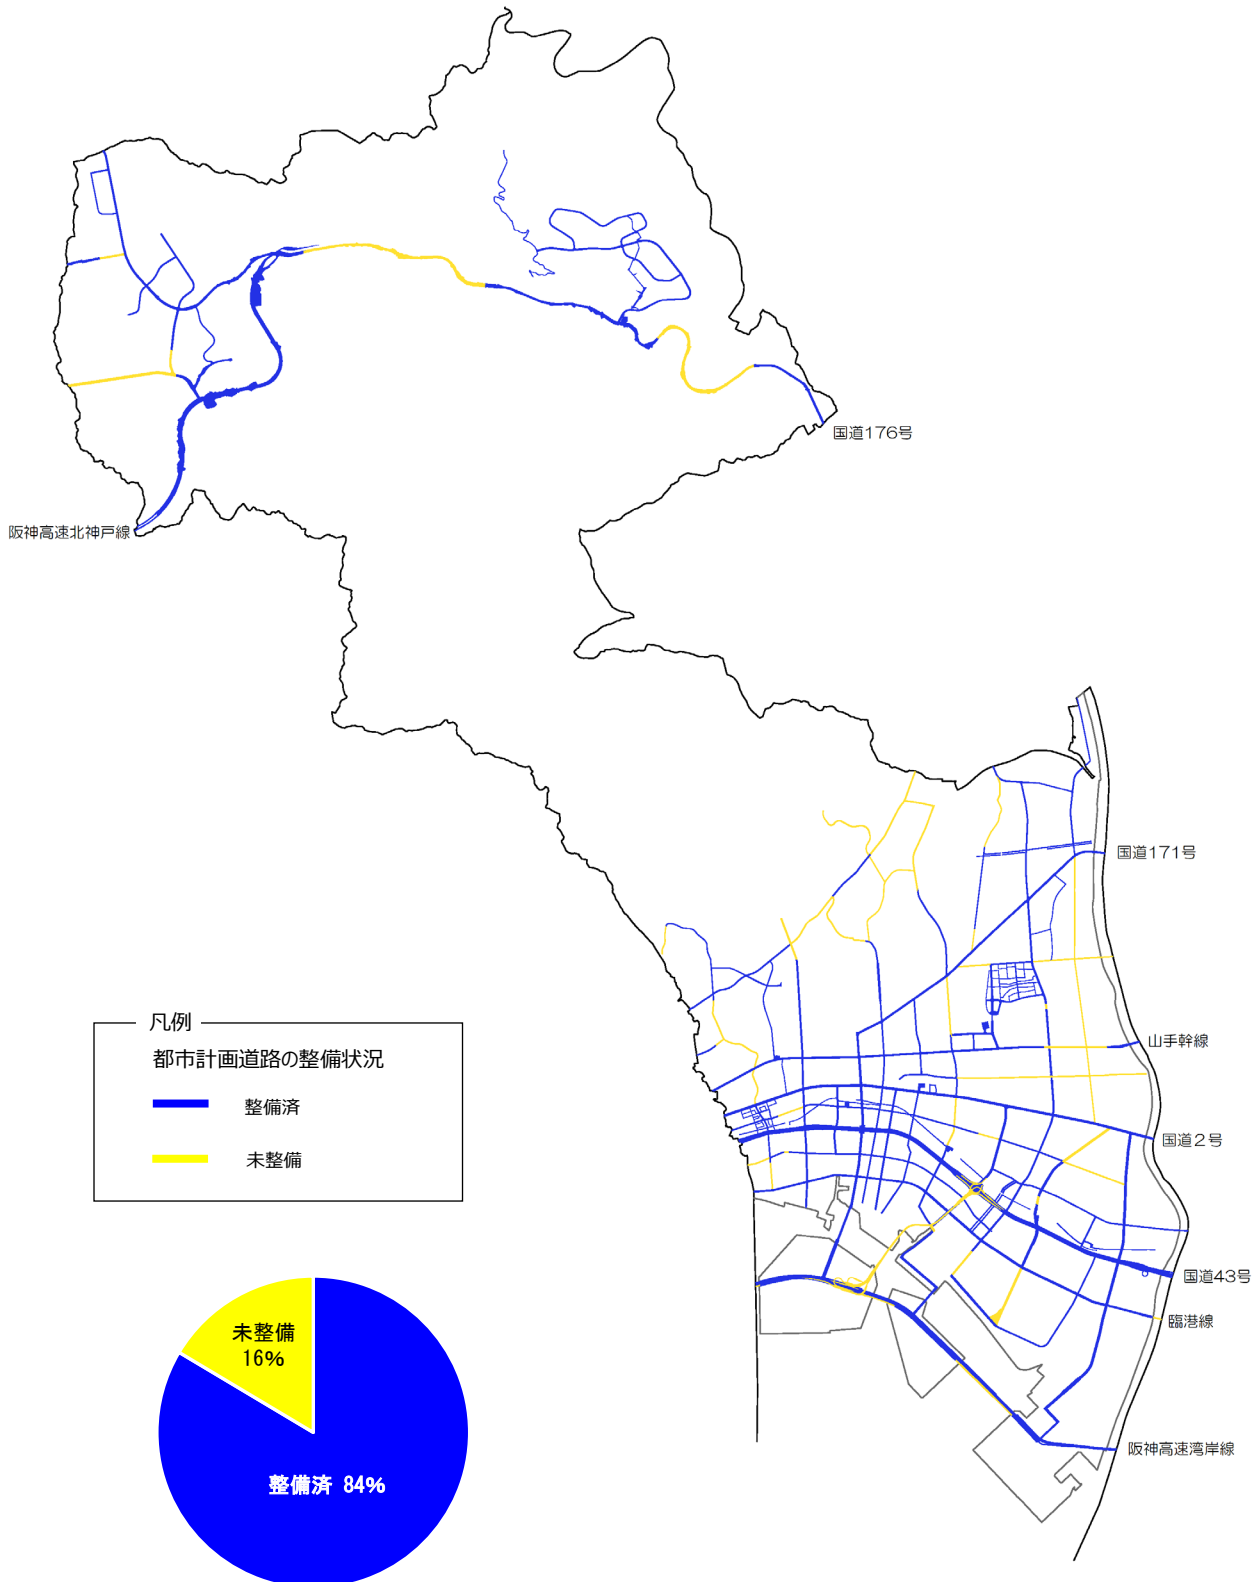 国道176号
阪神高速北神戸線
国道171号
山手幹線
国道2号
国道43号
臨港線
阪神高速湾岸線
凡例
都市計画道路の整備状況
整備済
未整備
未整備
16%
整備済 84%